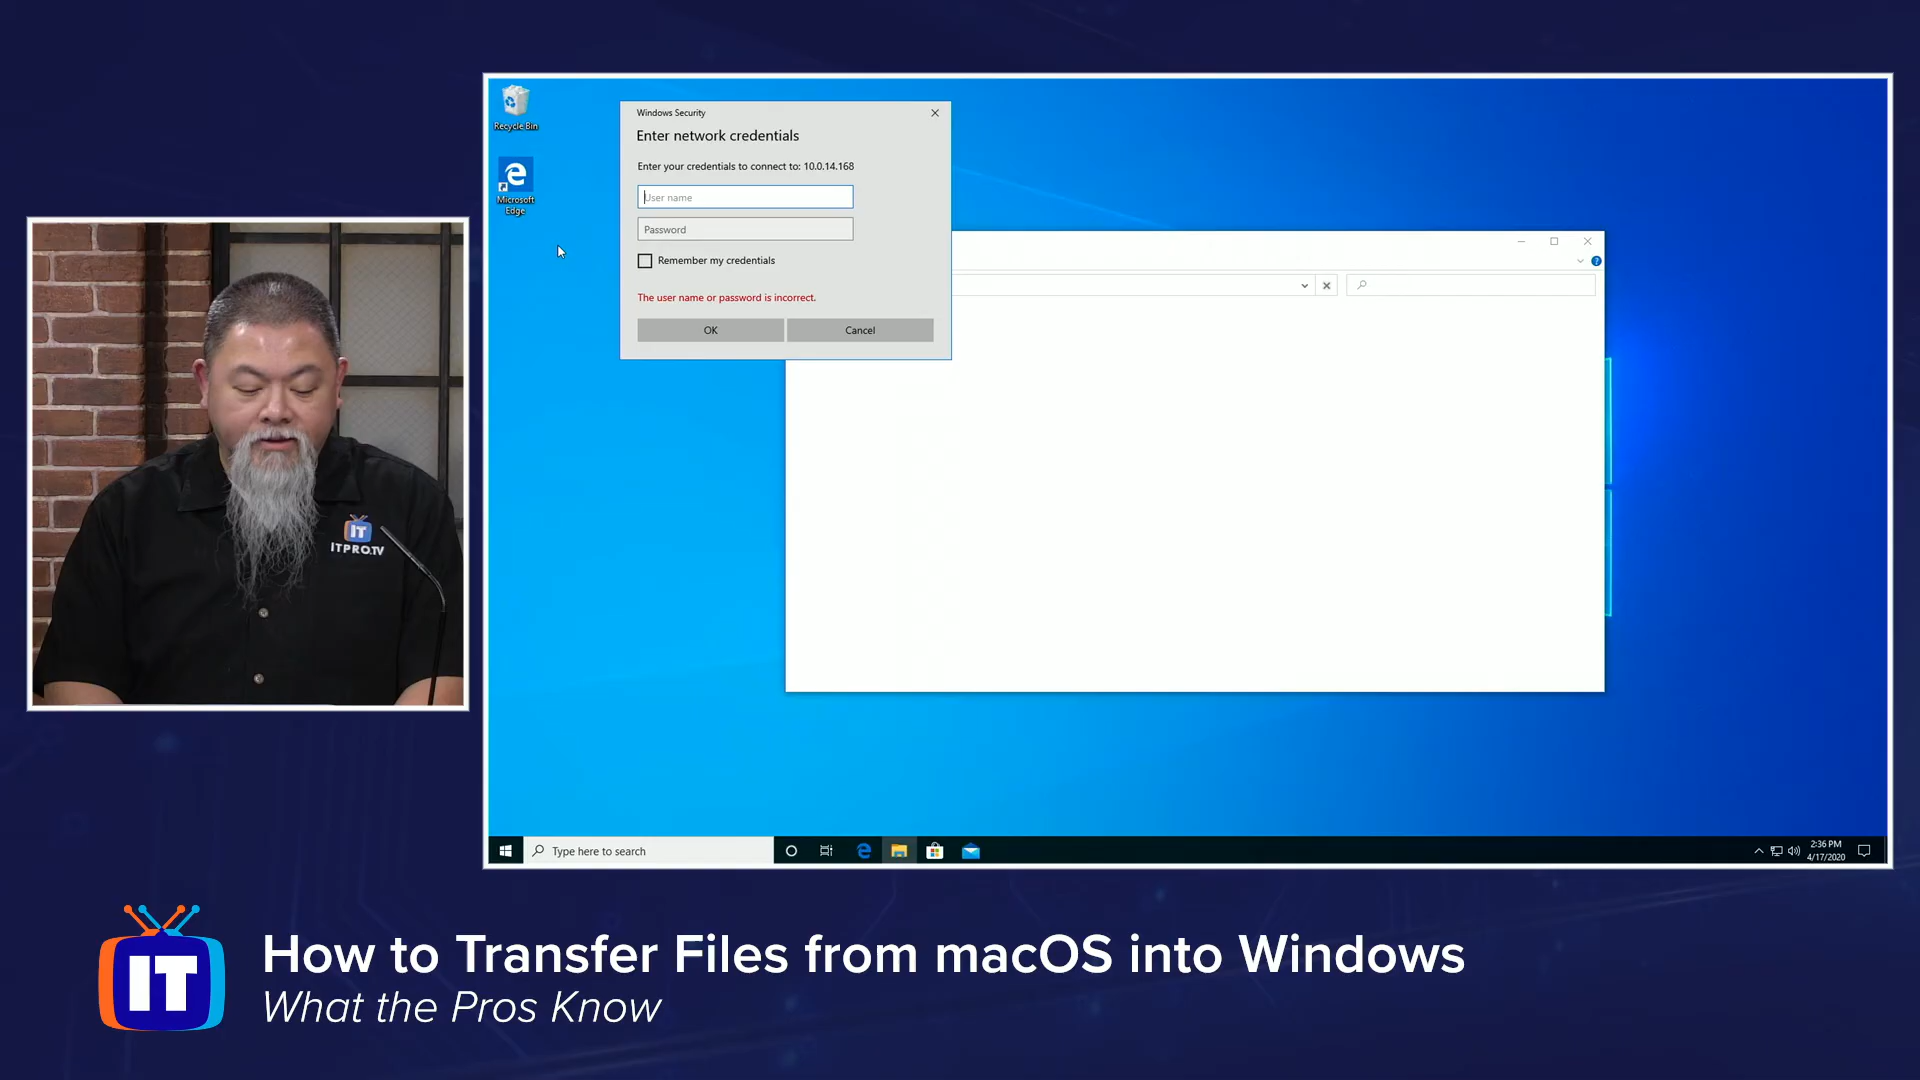 Recycle Bin
Microsoft
Edge
Windows Security
Enter network credentials
Enter your credentials to connect to: 10.0.14.168
User name
Password
Remember my credentials
The user name or password is incorrect.
OK
Cancel
IT
ITPRO.TV
Type here to search
2:36 PM
4/17/2020
IT
How to Transfer Files from macOS into Windows
What the Pros Know